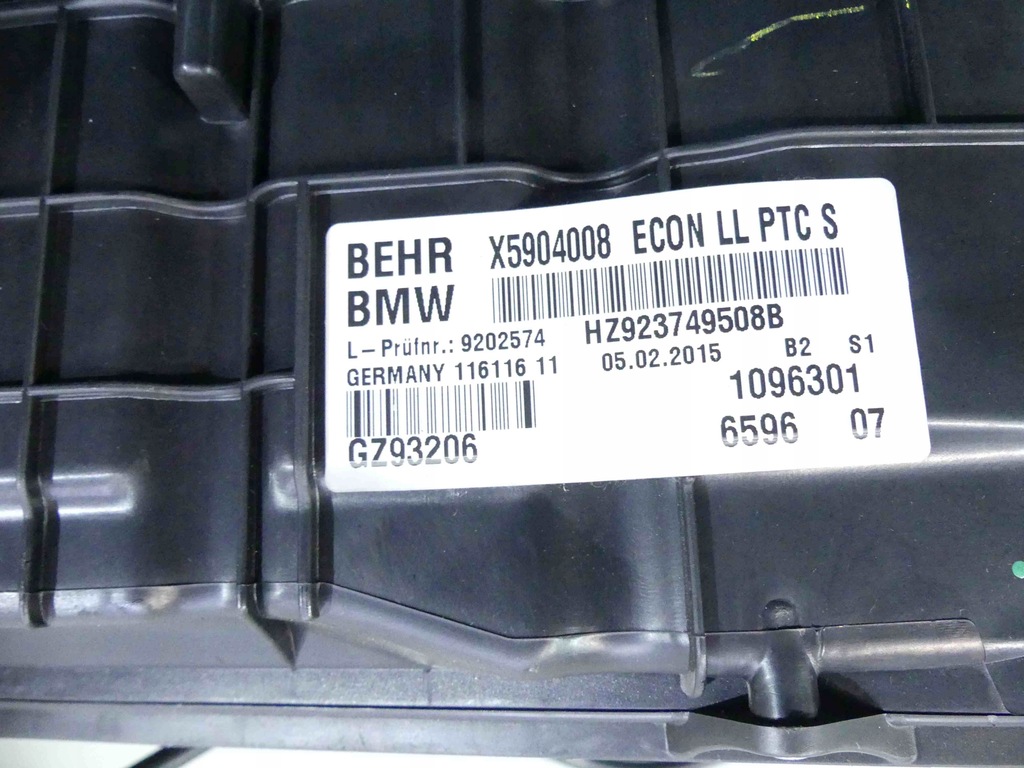 BEHR X5904008 ECON LL PTC S
BMW
L-Prüfnr.: 9202574 HZ923749508B
GERMANY 116116 11 05.02.2015 B2 S1
1096301
GZ93206 6596 07